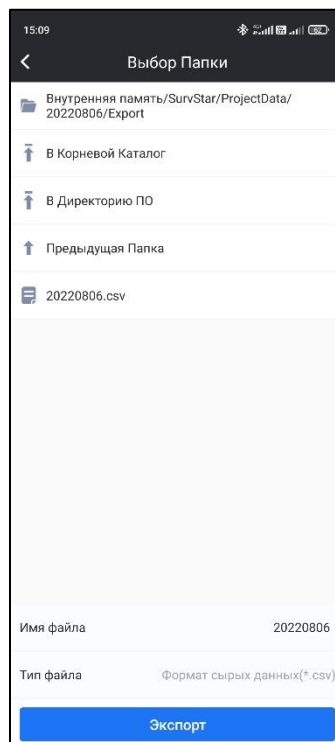 15:09
Выбор Папки
Внутренняя память/SurvStar/ProjectData/
20220806/Export
В Корневой Каталог
В Директорию ПО
Предыдущая Папка
20220806.csv
Имя файла 20220806
Тип файла Формат сырых данных(*.csv)
Экспорт